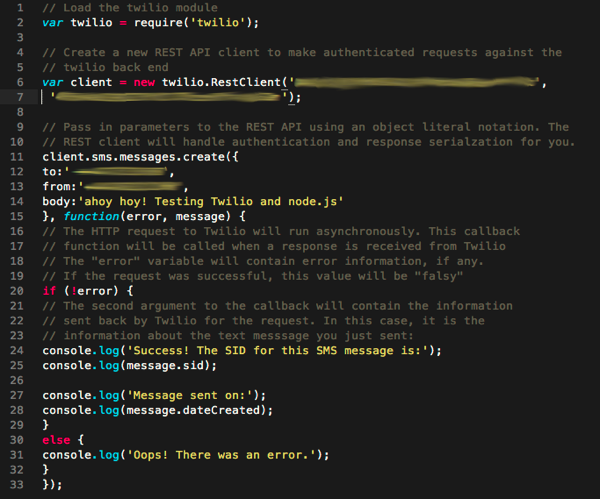 1 // Load the twilio module
2 var twilio = require('twilio');
3
4 // Create a new REST API client to make authenticated requests against the
5 // twilio back end
6 var client = new twilio.RestClient('',
7 '');
8
9 // Pass in parameters to the REST API using an object literal notation. The
10 // REST client will handle authentication and response serialzation for you.
11 client.sms.messages.create({
12 to:'',
13 from:'',
14 body:'ahoy hoy! Testing Twilio and node.js'
15 }, function(error, message) {
16 // The HTTP request to Twilio will run asynchronously. This callback
17 // function will be called when a response is received from Twilio
18 // The "error" variable will contain error information, if any.
19 // If the request was successful, this value will be "falsy"
20 if (!error) {
21 // The second argument to the callback will contain the information
22 // sent back by Twilio for the request. In this case, it is the
23 // information about the text messsage you just sent:
24 console.log('Success! The SID for this SMS message is:');
25 console.log(message.sid);
26
27 console.log('Message sent on:');
28 console.log(message.dateCreated);
29 }
30 else {
31 console.log('Oops! There was an error.');
32 }
33 });